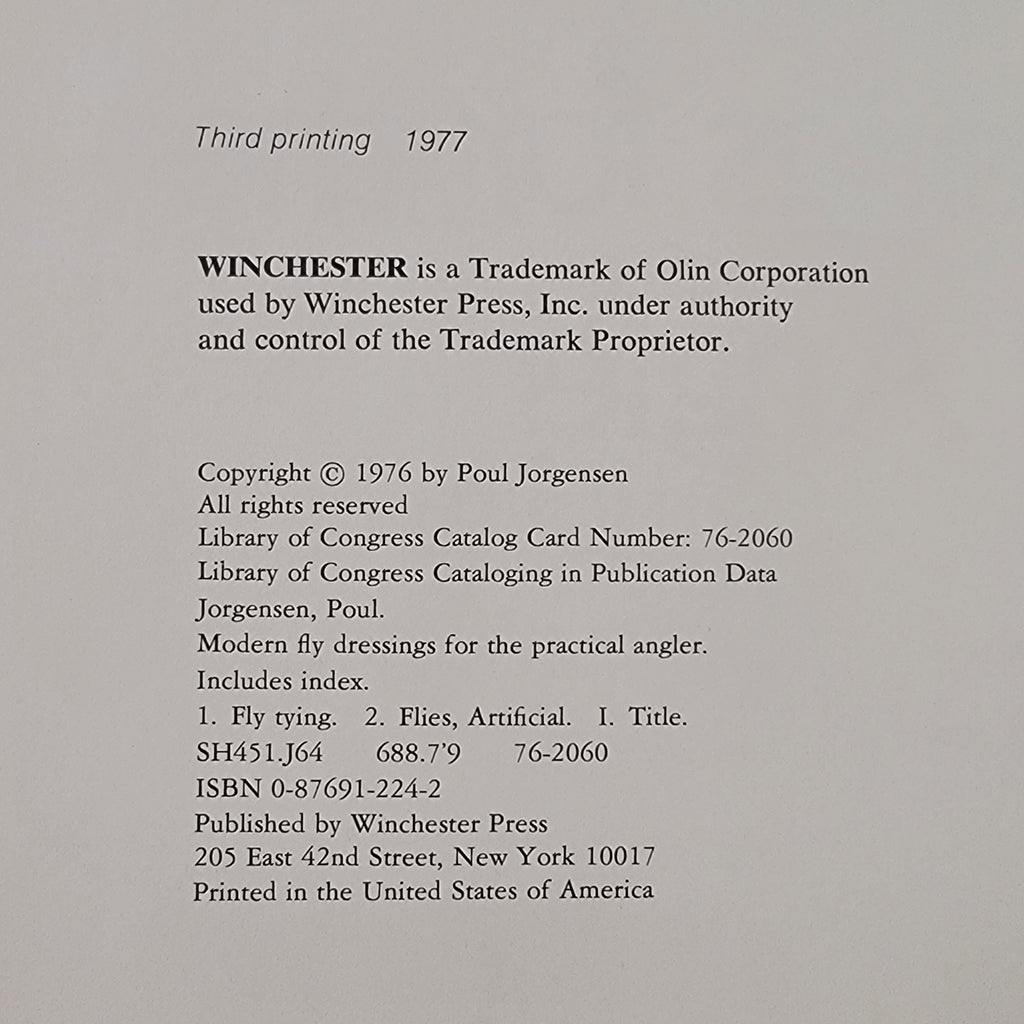 Third printing 1977
WINCHESTER is a Trademark of Olin Corporation
used by Winchester Press, Inc. under authority
and control of the Trademark Proprietor.
Copyright © 1976 by Poul Jorgensen
All rights reserved
Library of Congress Catalog Card Number: 76-2060
Library of Congress Cataloging in Publication Data
Jorgensen, Poul.
Modern fly dressings for the practical angler.
Includes index.
1. Fly tying. 2. Flies, Artificial. I. Title.
SH451.J64 688.7'9 76-2060
ISBN 0-87691-224-2
Published by Winchester Press
205 East 42nd Street, New York 10017
Printed in the United States of America